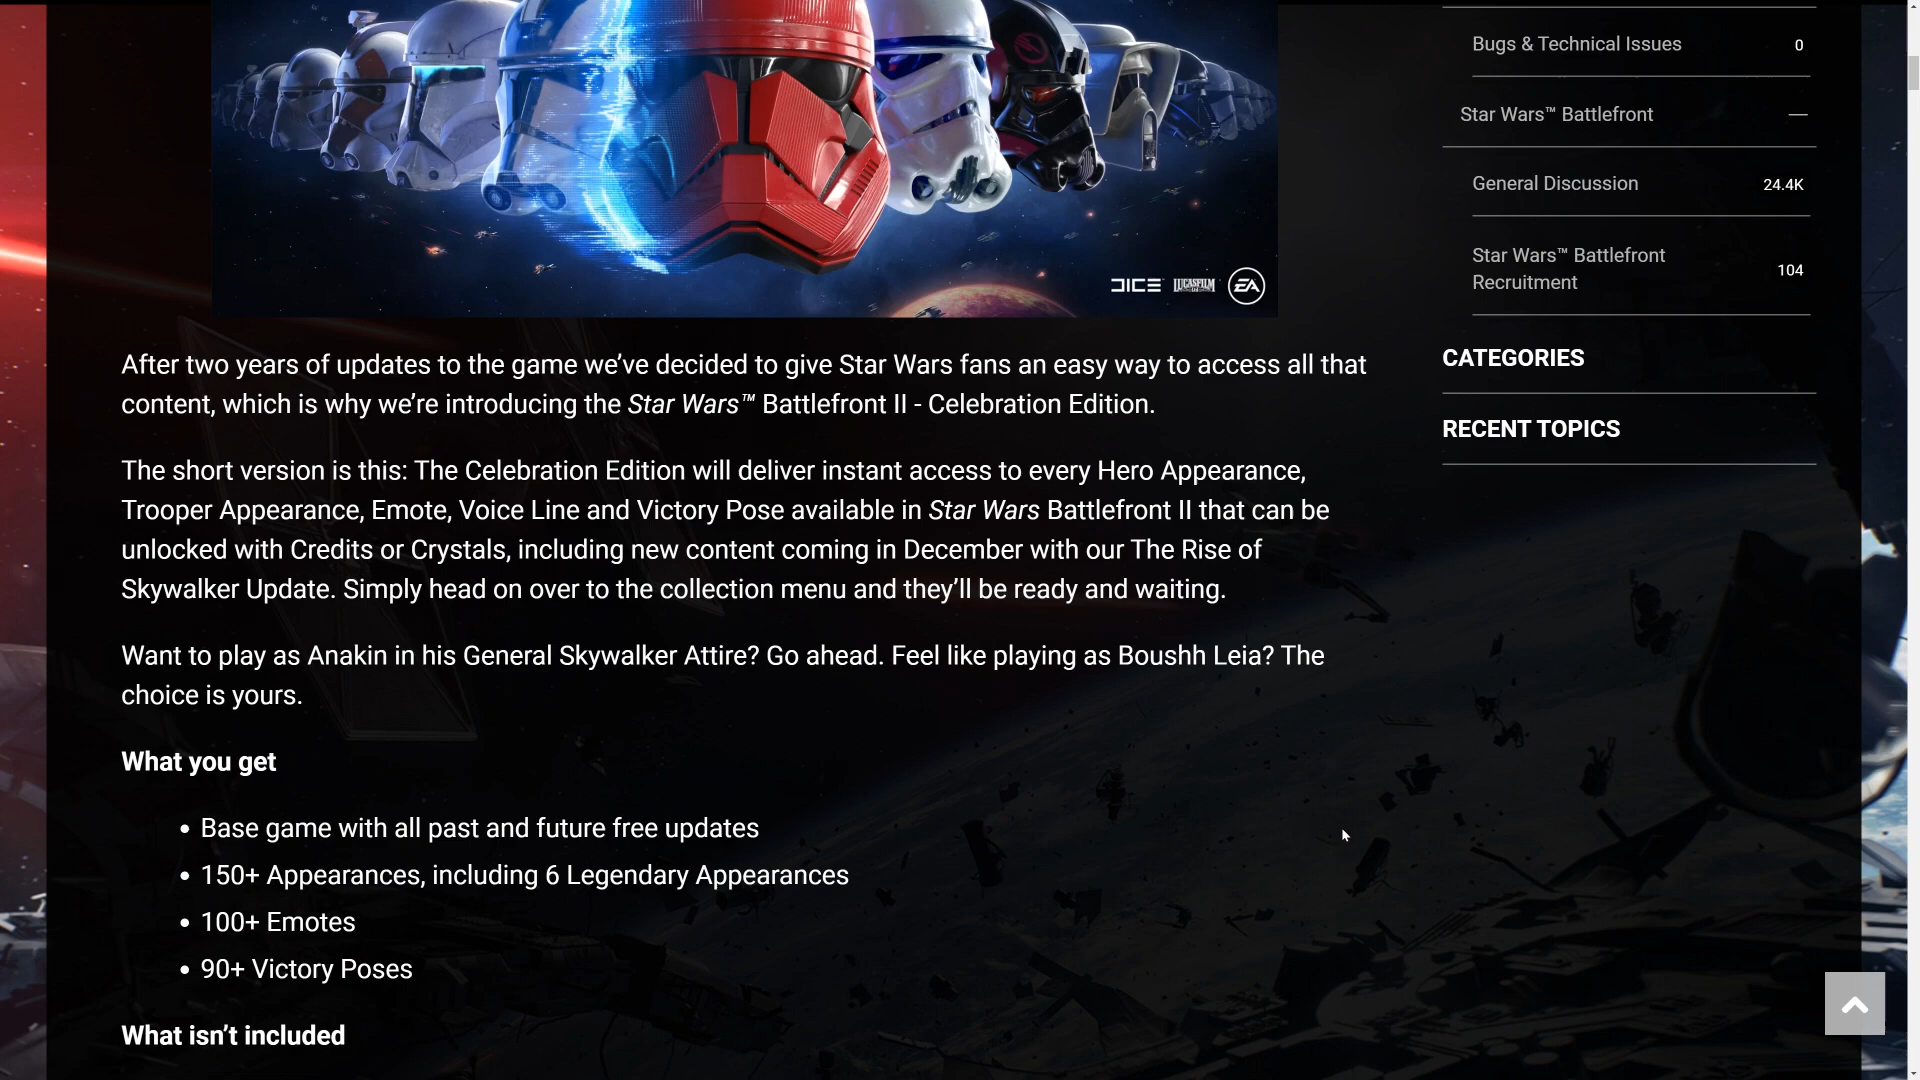 DICE LUCASFILM LTD EA
After two years of updates to the game we’ve decided to give Star Wars fans an easy way to access all that
content, which is why we’re introducing the Star Wars™ Battlefront II - Celebration Edition.
The short version is this: The Celebration Edition will deliver instant access to every Hero Appearance,
Trooper Appearance, Emote, Voice Line and Victory Pose available in Star Wars Battlefront II that can be
unlocked with Credits or Crystals, including new content coming in December with our The Rise of
Skywalker Update. Simply head on over to the collection menu and they’ll be ready and waiting.
Want to play as Anakin in his General Skywalker Attire? Go ahead. Feel like playing as Boushh Leia? The
choice is yours.
What you get
• Base game with all past and future free updates
• 150+ Appearances, including 6 Legendary Appearances
• 100+ Emotes
• 90+ Victory Poses
What isn’t included
Bugs & Technical Issues 0
Star Wars™ Battlefront —
General Discussion 24.4K
Star Wars™ Battlefront
Recruitment 104
CATEGORIES
RECENT TOPICS